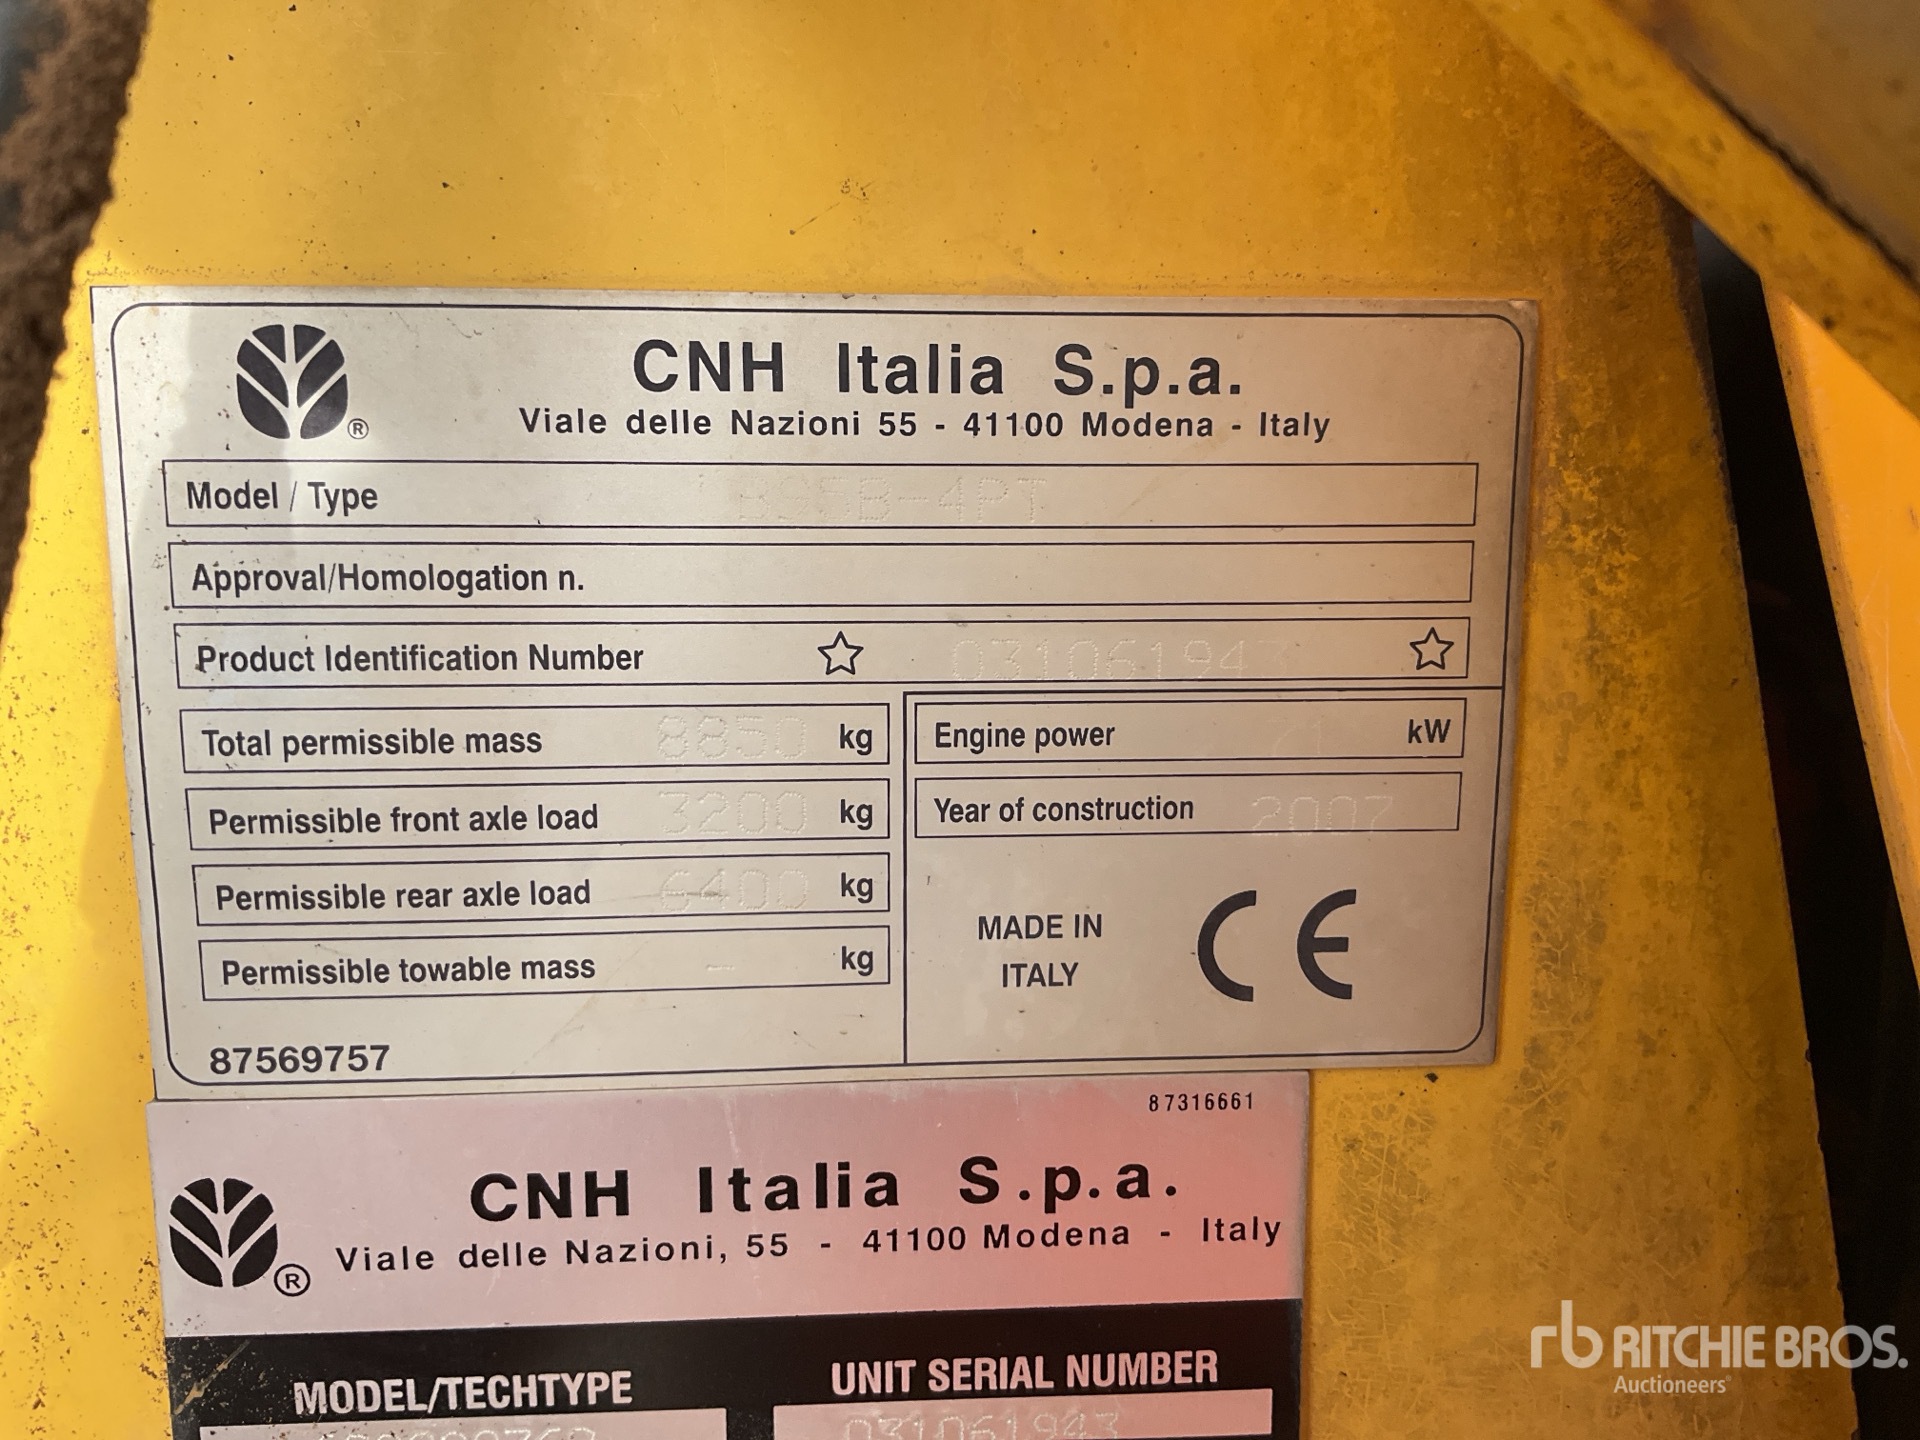 CNH Italia S.p.a.
®
Viale delle Nazioni 55 - 41100 Modena - Italy
Model / Type
Approval/Homologation n.
Product Identification Number 031061943
Total permissible mass 8850 kg
Engine power kW
Permissible front axle load 3200 kg
Year of construction 2007
Permissible rear axle load 6400 kg
Permissible towable mass - kg
MADE IN
ITALY
CE
87569757
87316661
CNH Italia S.p.a.
®
Viale delle Nazioni, 55 - 41100 Modena - Italy
MODEL/TECHTYPE
UNIT SERIAL NUMBER
031061943
rb RITCHIE BROS.
Auctioneers